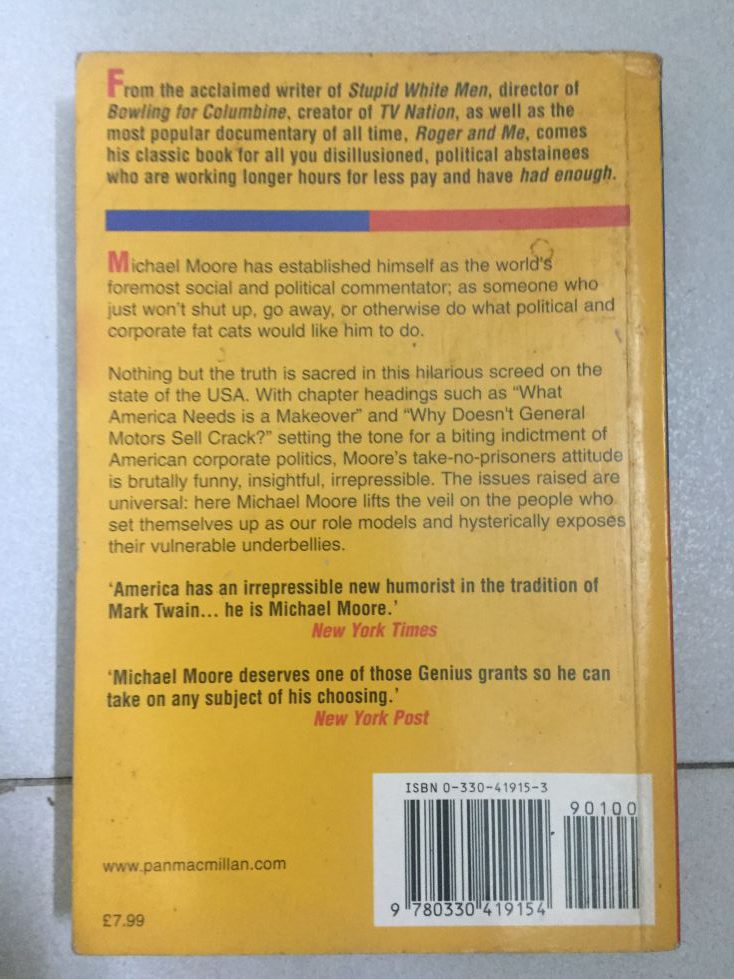 From the acclaimed writer of Stupid White Men, director of
Bowling for Columbine, creator of TV Nation, as well as the
most popular documentary of all time, Roger and Me, comes
his classic book for all you disillusioned, political abstainees
who are working longer hours for less pay and have had enough.
Michael Moore has established himself as the world's
foremost social and political commentator; as someone who
just won't shut up, go away, or otherwise do what political and
corporate fat cats would like him to do.
Nothing but the truth is sacred in this hilarious screed on the
state of the USA. With chapter headings such as “What
America Needs is a Makeover” and “Why Doesn't General
Motors Sell Crack?” setting the tone for a biting indictment of
American corporate politics, Moore's take-no-prisoners attitude
is brutally funny, insightful, irrepressible. The issues raised are
universal: here Michael Moore lifts the veil on the people who
set themselves up as our role models and hysterically exposes
their vulnerable underbellies.
‘America has an irrepressible new humorist in the tradition of
Mark Twain... he is Michael Moore.’
New York Times
‘Michael Moore deserves one of those Genius grants so he can
take on any subject of his choosing.’
New York Post
ISBN 0-330-41915-3
90100
9 780330 419154
www.panmacmillan.com
£7.99